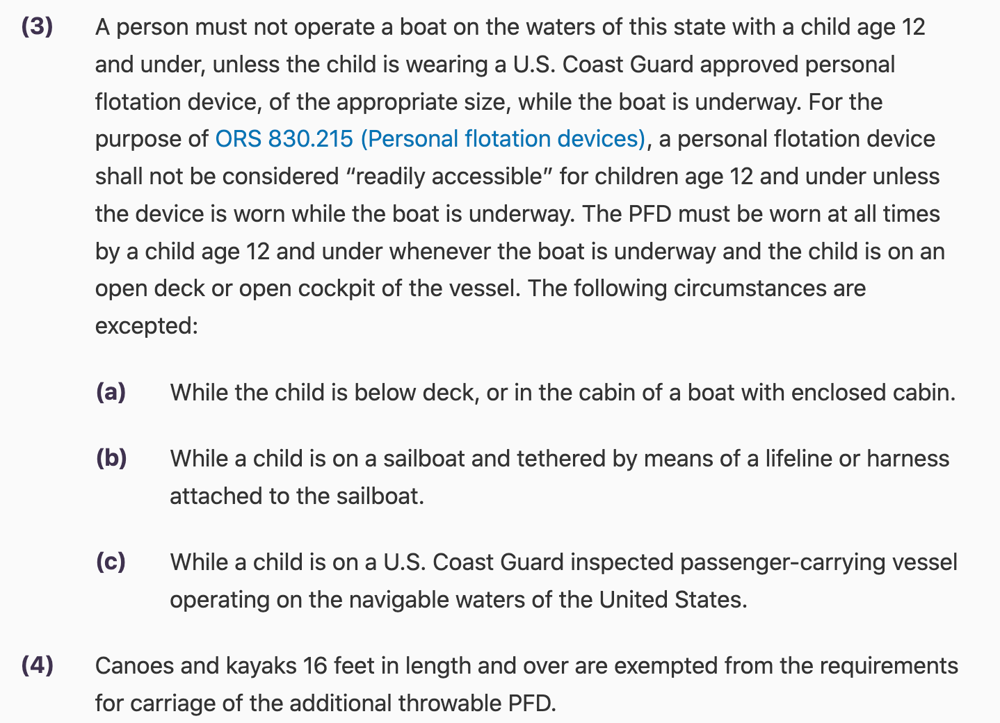 (3) A person must not operate a boat on the waters of this state with a child age 12
and under, unless the child is wearing a U.S. Coast Guard approved personal
flotation device, of the appropriate size, while the boat is underway. For the
purpose of ORS 830.215 (Personal flotation devices), a personal flotation device
shall not be considered “readily accessible” for children age 12 and under unless
the device is worn while the boat is underway. The PFD must be worn at all times
by a child age 12 and under whenever the boat is underway and the child is on an
open deck or open cockpit of the vessel. The following circumstances are
excepted:
(a) While the child is below deck, or in the cabin of a boat with enclosed cabin.
(b) While a child is on a sailboat and tethered by means of a lifeline or harness
attached to the sailboat.
(c) While a child is on a U.S. Coast Guard inspected passenger-carrying vessel
operating on the navigable waters of the United States.
(4) Canoes and kayaks 16 feet in length and over are exempted from the requirements
for carriage of the additional throwable PFD.